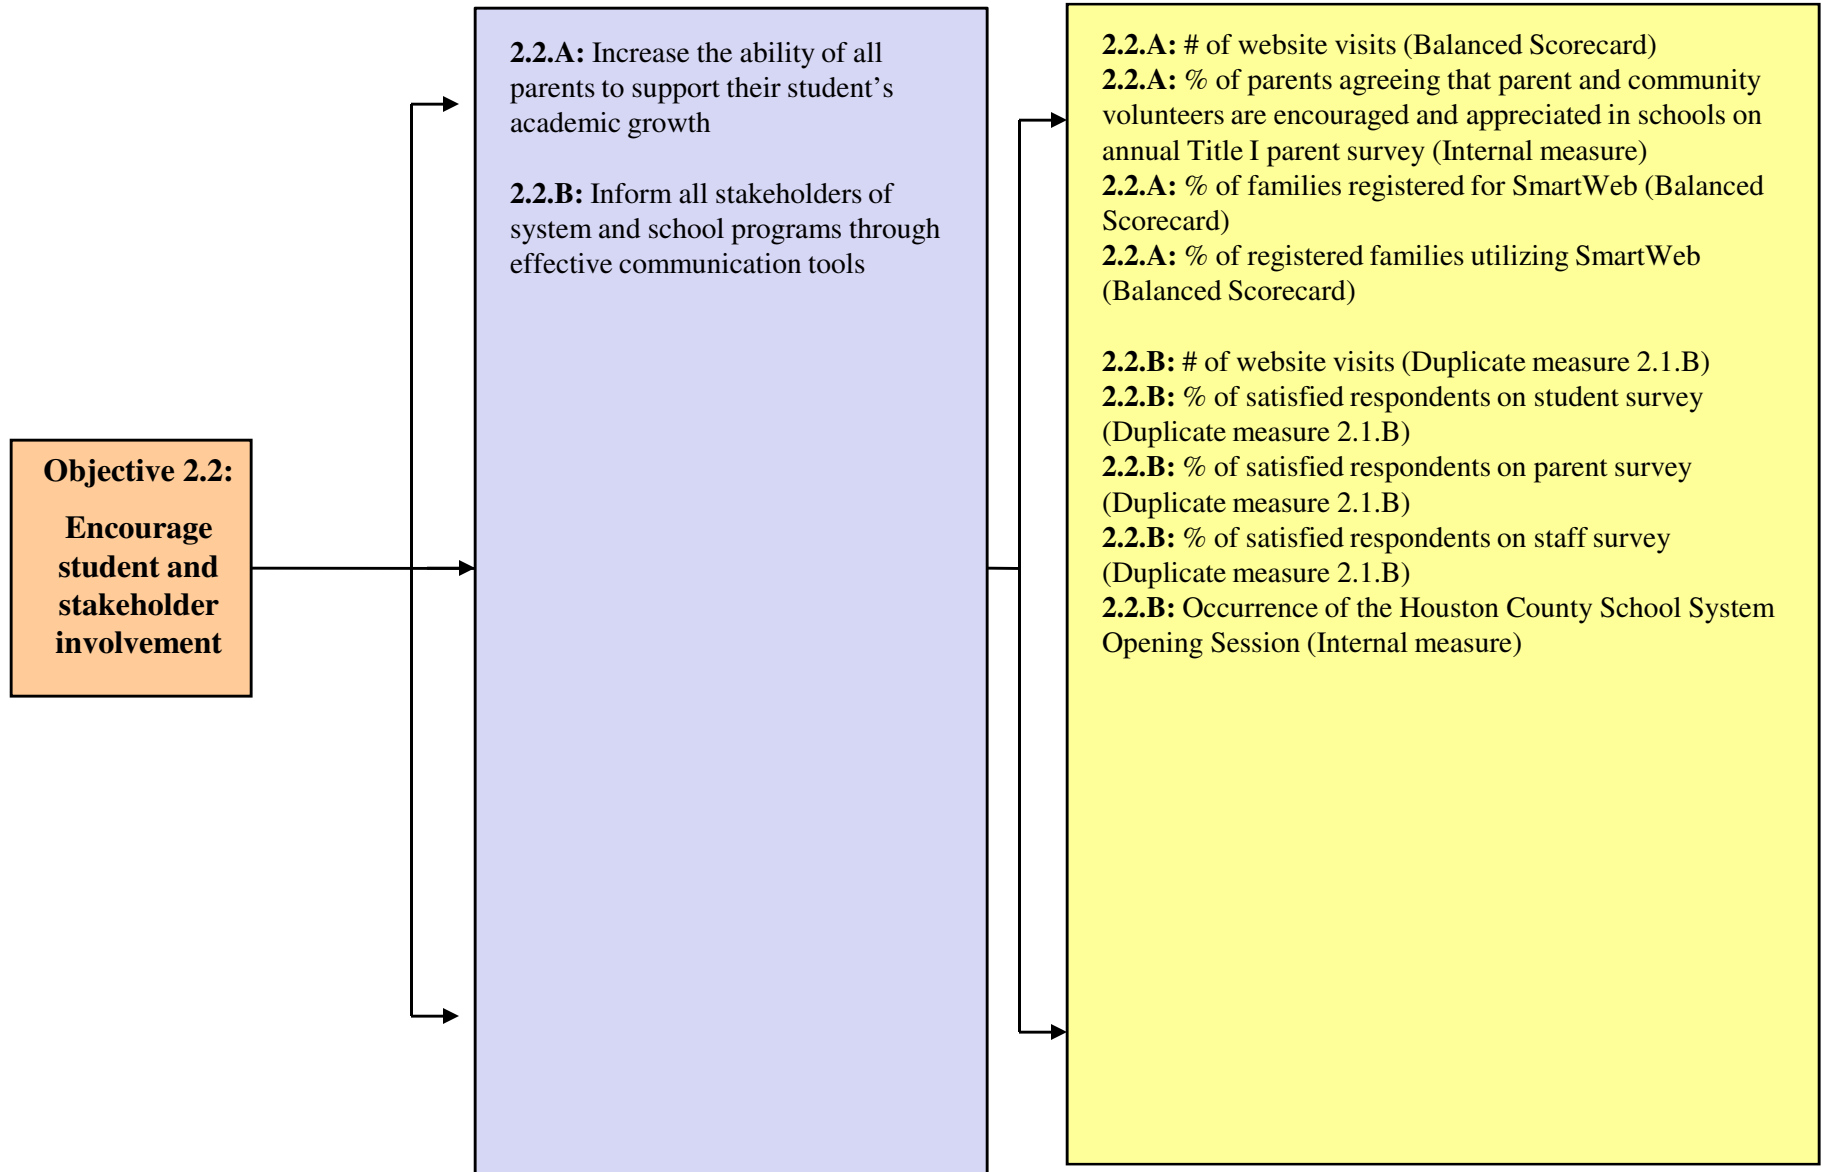 Objective 2.2:
Encourage
student and
stakeholder
involvement
2.2.A: Increase the ability of all
parents to support their student’s
academic growth
2.2.B: Inform all stakeholders of
system and school programs through
effective communication tools
2.2.A: # of website visits (Balanced Scorecard)
2.2.A: % of parents agreeing that parent and community
volunteers are encouraged and appreciated in schools on
annual Title I parent survey (Internal measure)
2.2.A: % of families registered for SmartWeb (Balanced
Scorecard)
2.2.A: % of registered families utilizing SmartWeb
(Balanced Scorecard)
2.2.B: # of website visits (Duplicate measure 2.1.B)
2.2.B: % of satisfied respondents on student survey
(Duplicate measure 2.1.B)
2.2.B: % of satisfied respondents on parent survey
(Duplicate measure 2.1.B)
2.2.B: % of satisfied respondents on staff survey
(Duplicate measure 2.1.B)
2.2.B: Occurrence of the Houston County School System
Opening Session (Internal measure)